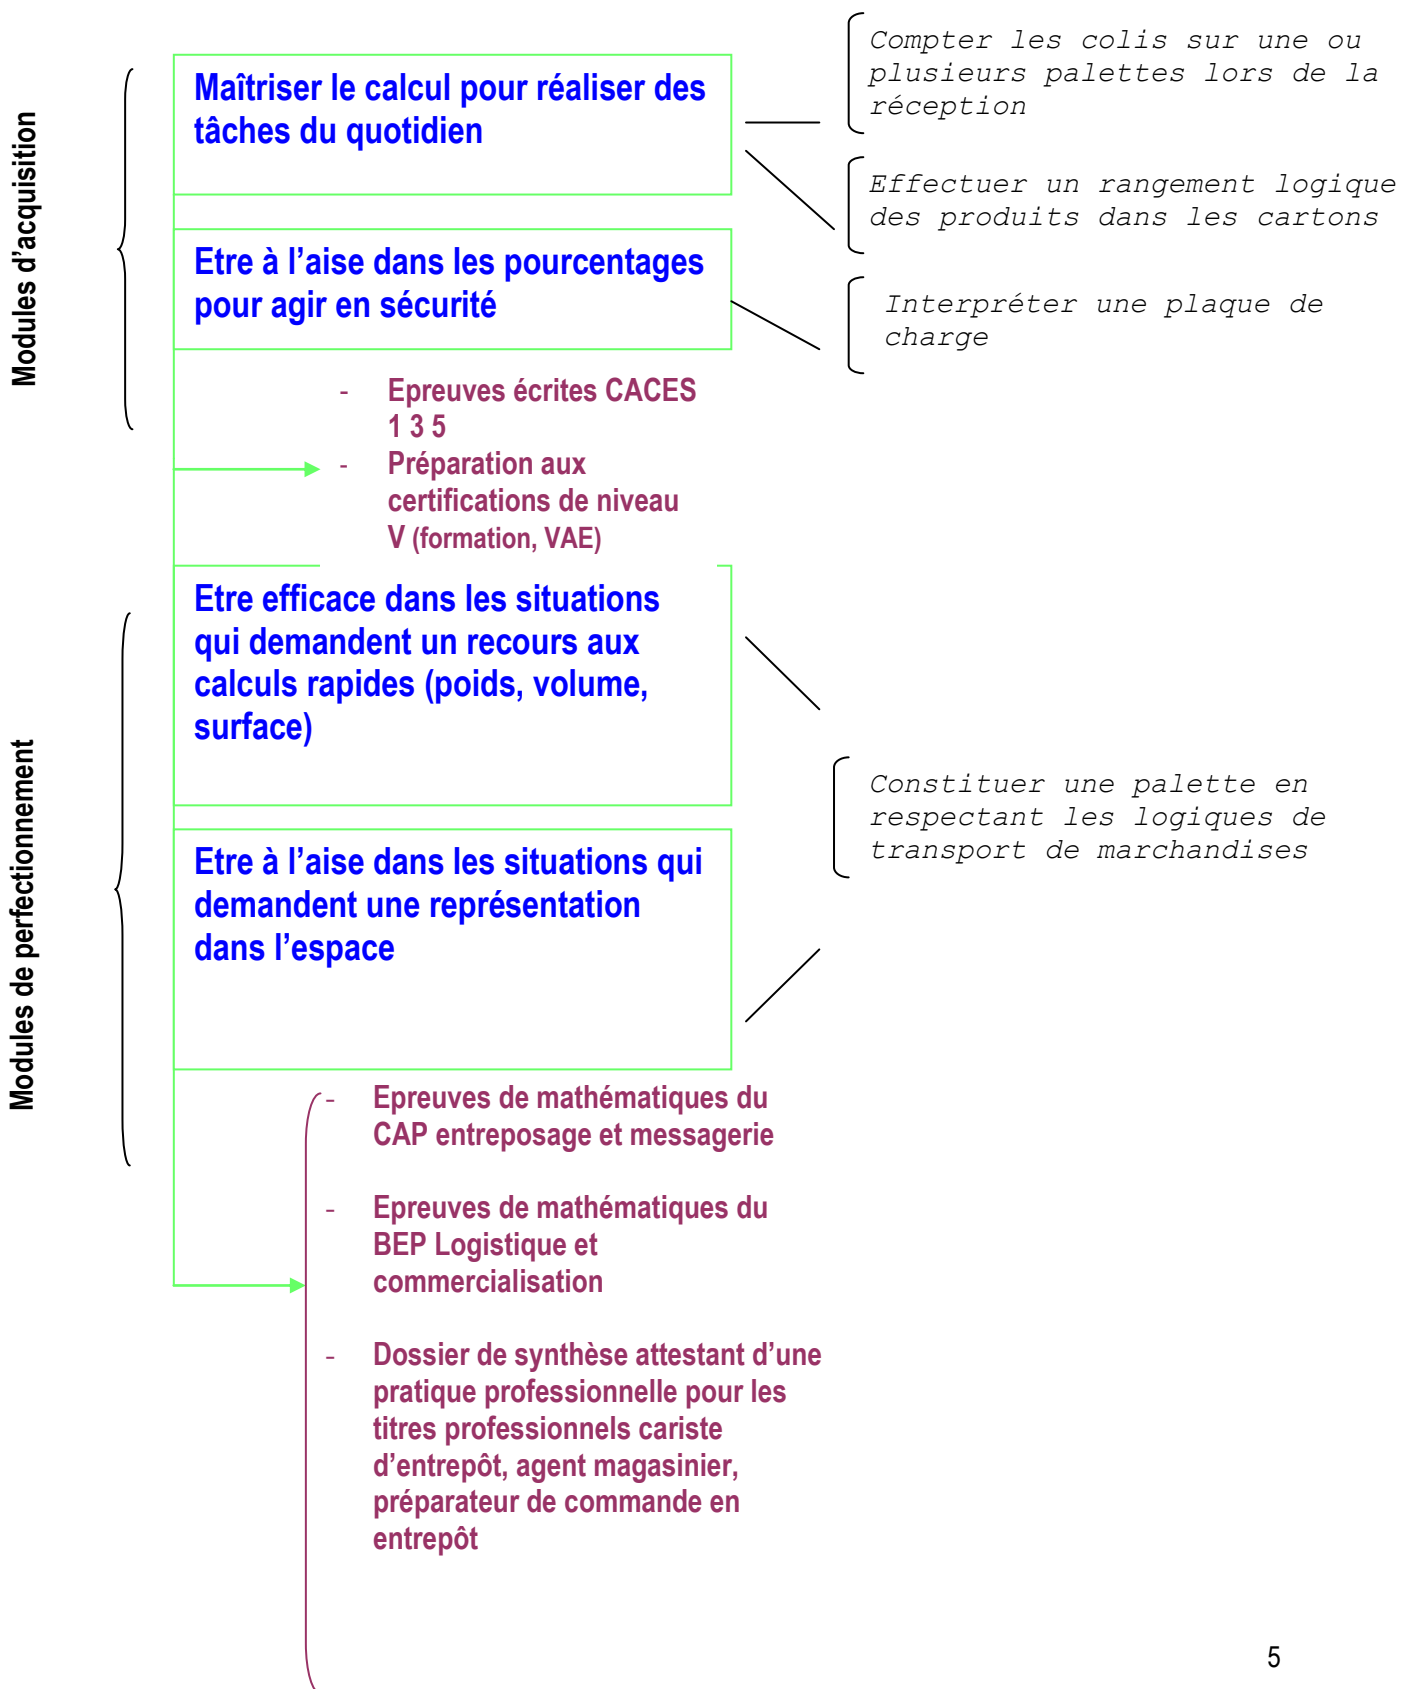 Modules d'acquisition
Maîtriser le calcul pour réaliser des
tâches du quotidien
Compter les colis sur une ou
plusieurs palettes lors de la
réception
Effectuer un rangement logique
des produits dans les cartons
Etre à l'aise dans les pourcentages
pour agir en sécurité
Interpréter une plaque de
charge
- Epreuves écrites CACES
1 3 5
- Préparation aux
certifications de niveau
V (formation, VAE)
Modules de perfectionnement
Etre efficace dans les situations
qui demandent un recours aux
calculs rapides (poids, volume,
surface)
Constituer une palette en
respectant les logiques de
transport de marchandises
Etre à l'aise dans les situations qui
demandent une représentation
dans l'espace
- Epreuves de mathématiques du
CAP entreposage et messagerie
- Epreuves de mathématiques du
BEP Logistique et
commercialisation
- Dossier de synthèse attestant d'une
pratique professionnelle pour les
titres professionnels cariste
d'entrepôt, agent magasinier,
préparateur de commande en
entrepôt
5